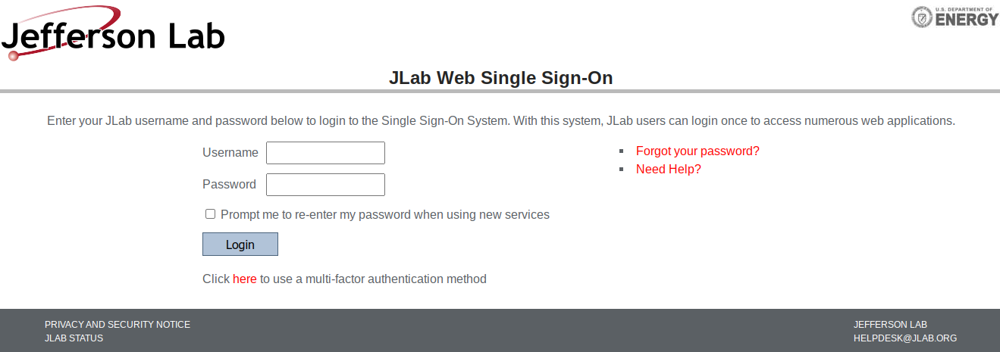 Jefferson Lab
U.S. DEPARTMENT OF
ENERGY
JLab Web Single Sign-On
Enter your JLab username and password below to login to the Single Sign-On System. With this system, JLab users can login once to access numerous web applications.
Username
Password
Prompt me to re-enter my password when using new services
Login
Click here to use a multi-factor authentication method
Forgot your password?
Need Help?
PRIVACY AND SECURITY NOTICE
JLAB STATUS
JEFFERSON LAB
HELPDESK@JLAB.ORG